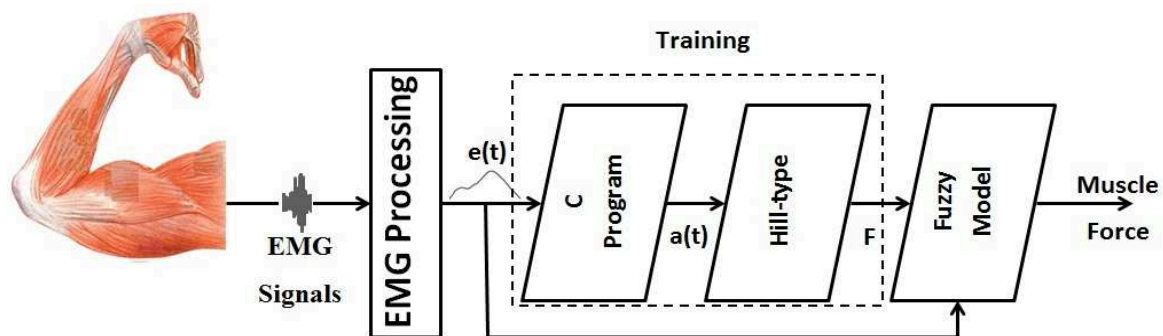 Training
EMG
Signals
EMG Processing
e(t)
C
Program
a(t)
Hill-type
F
Fuzzy
Model
Muscle
Force